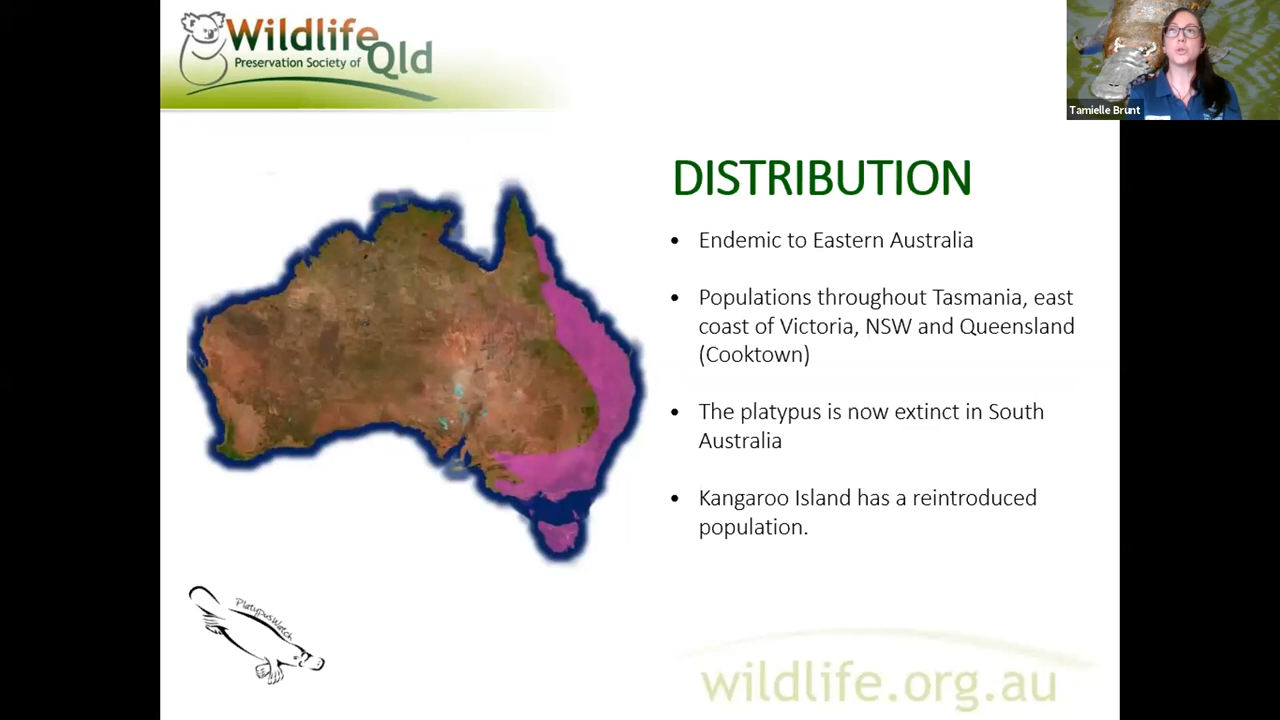 Wildlife
Preservation Society of Qld
Tamielle Brunt
DISTRIBUTION
• Endemic to Eastern Australia
• Populations throughout Tasmania, east
coast of Victoria, NSW and Queensland
(Cooktown)
• The platypus is now extinct in South
Australia
• Kangaroo Island has a reintroduced
population.
PlatypusWatch
wildlife.org.au